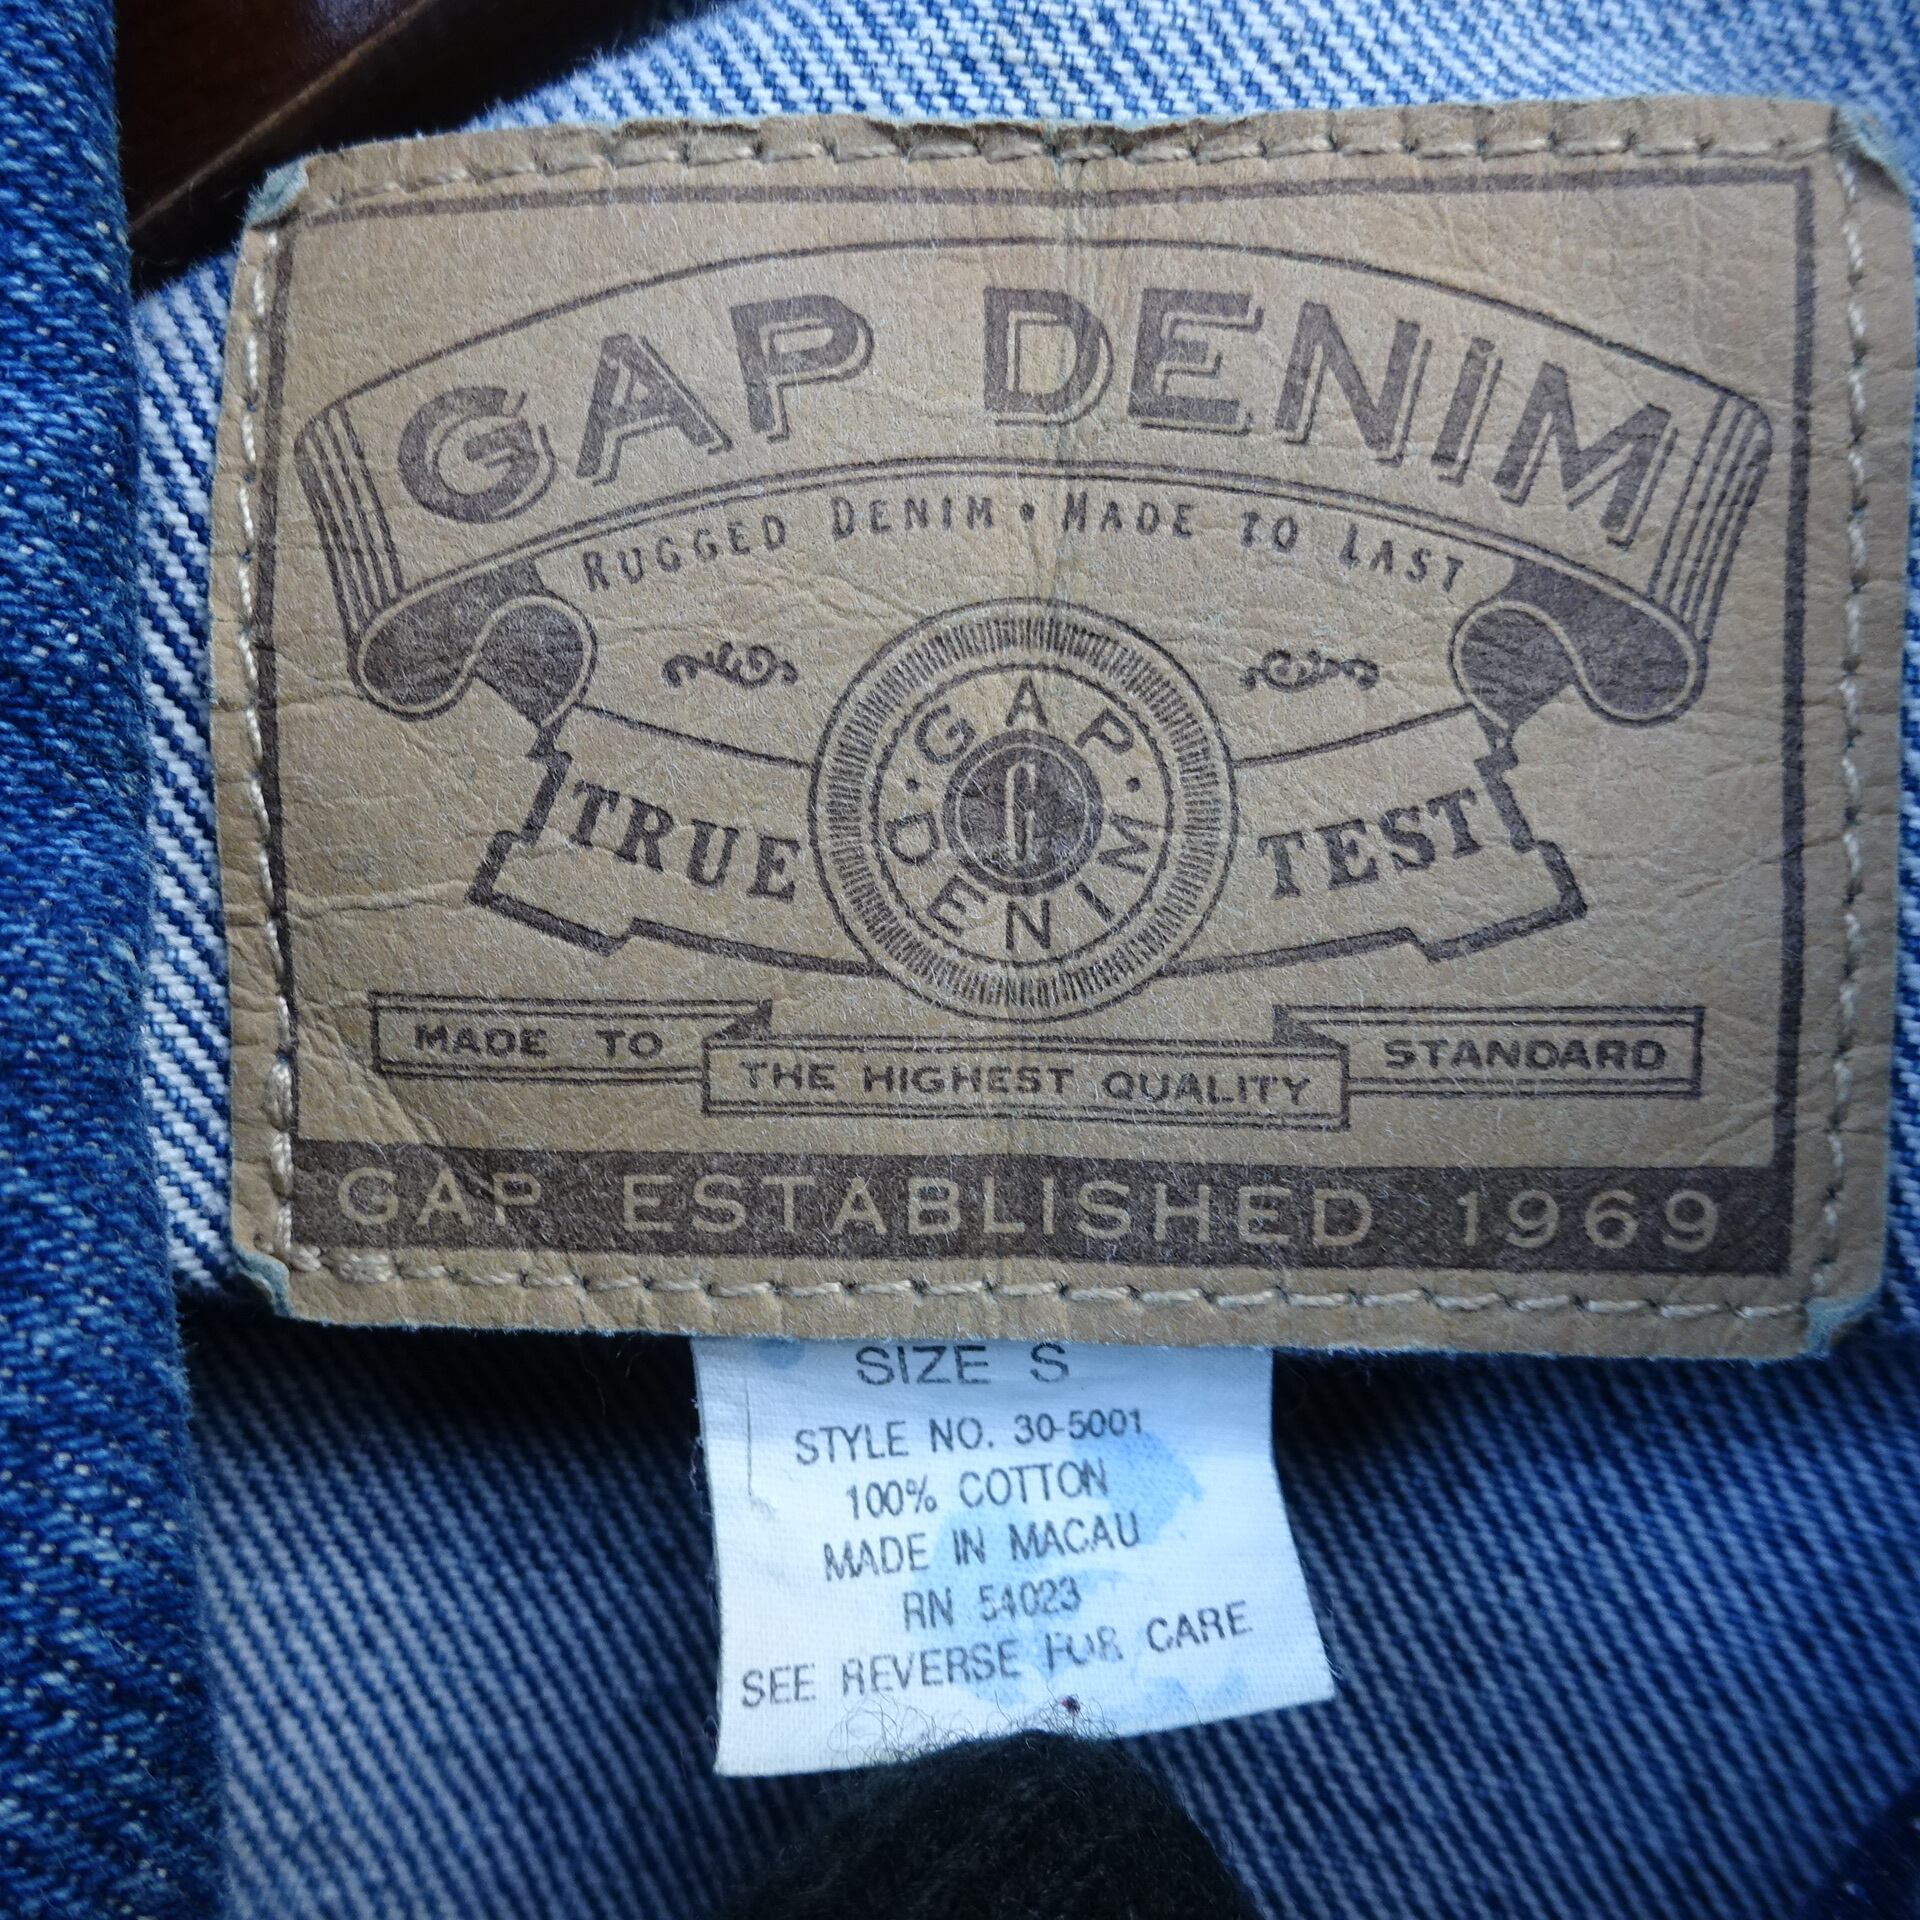 GAP DENIM
RUGGED DENIM • MADE TO LAST
TRUE TEST
·GAP·
G
DENIM
MADE TO THE HIGHEST QUALITY STANDARD
GAP ESTABLISHED 1969
SIZE S
STYLE NO. 30-5001
100% COTTON
MADE IN MACAU
RN 54023
SEE REVERSE FOR CARE